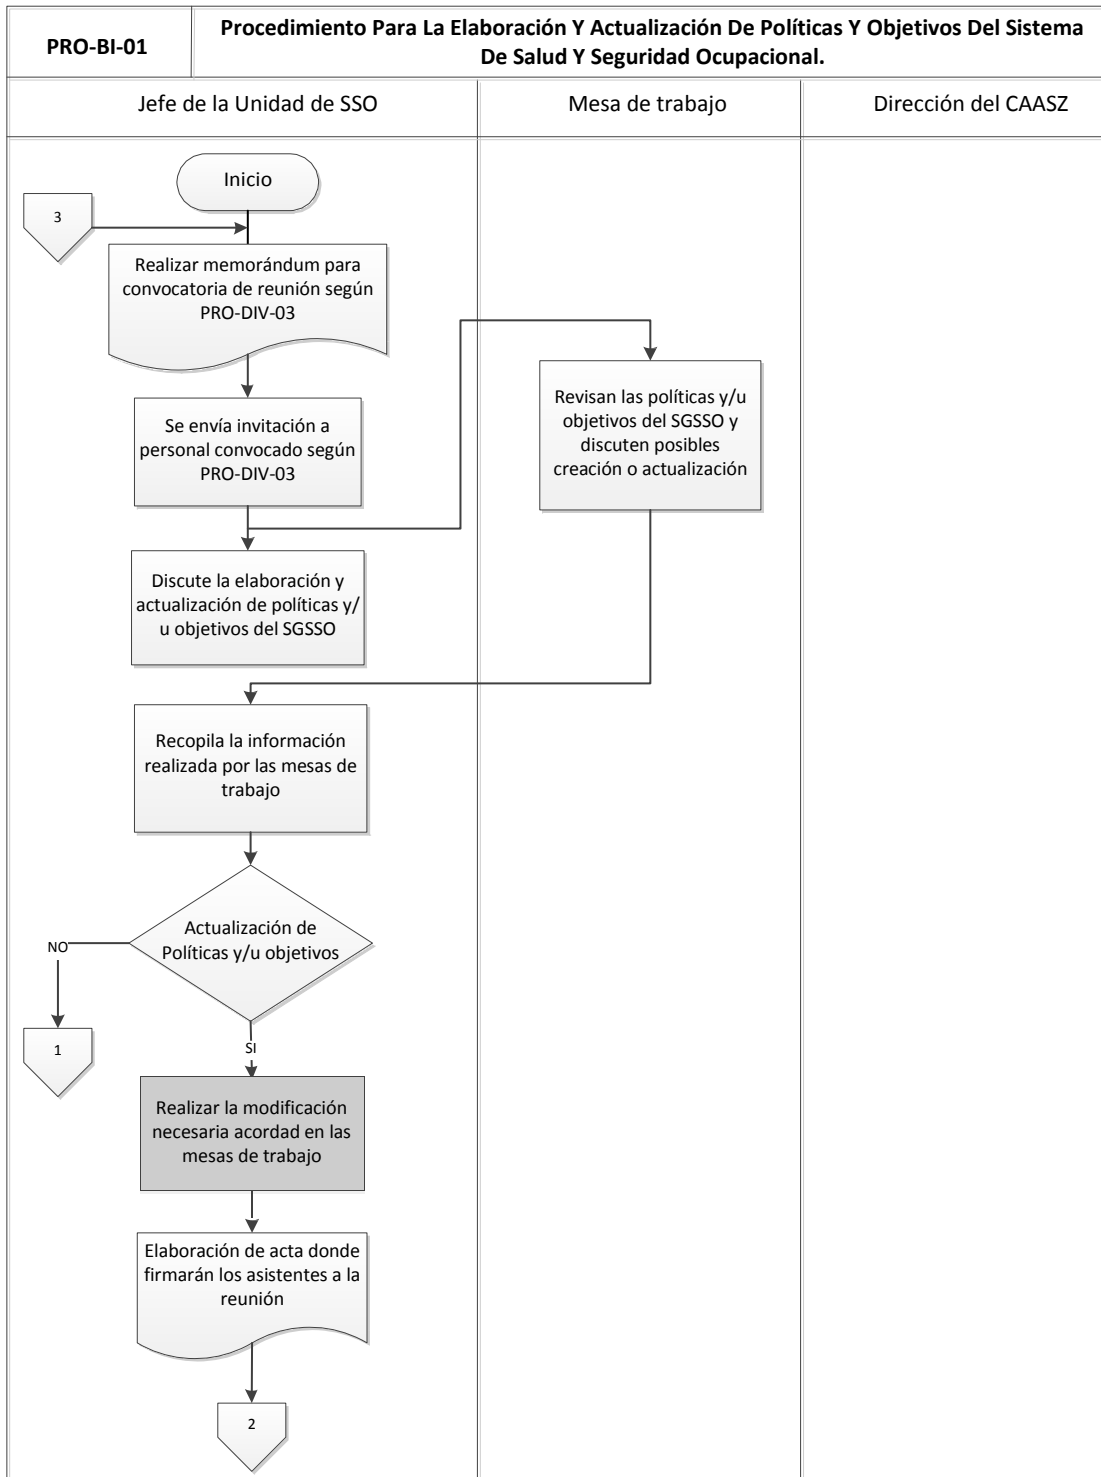 PRO-BI-01
Procedimiento Para La Elaboración Y Actualización De Políticas Y Objetivos Del Sistema
De Salud Y Seguridad Ocupacional.
Jefe de la Unidad de SSO
Mesa de trabajo
Dirección del CAASZ
Inicio
3
Realizar memorándum para
convocatoria de reunión según
PRO-DIV-03
Se envía invitación a
personal convocado según
PRO-DIV-03
Revisan las políticas y/u
objetivos del SGSSO y
discuten posibles
creación o actualización
Discute la elaboración y
actualización de políticas y/
u objetivos del SGSSO
Recopila la información
realizada por las mesas de
trabajo
Actualización de
Políticas y/u objetivos
NO
1
SI
Realizar la modificación
necesaria acordad en las
mesas de trabajo
Elaboración de acta donde
firmarán los asistentes a la
reunión
2